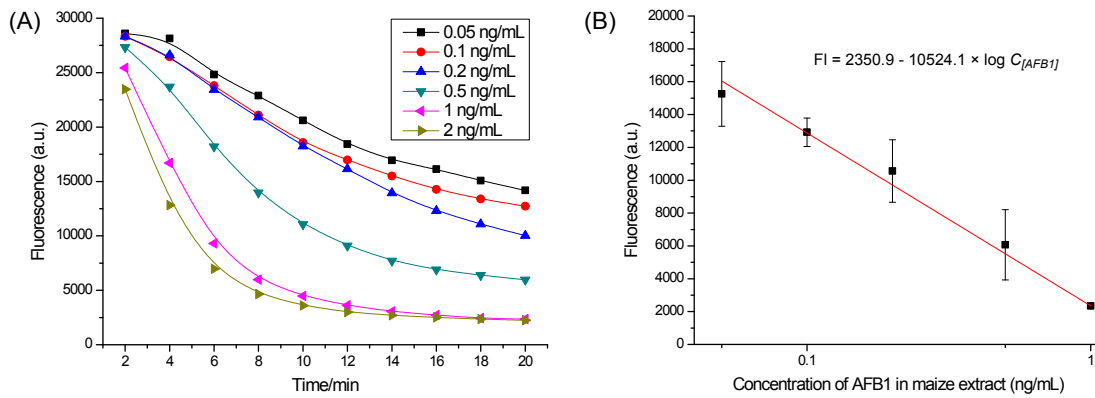 (A)
30000
25000
20000
15000
10000
5000
0
Fluorescence (a.u.)
2 4 6 8 10 12 14 16 18 20
Time/min
0.05 ng/mL
0.1 ng/mL
0.2 ng/mL
0.5 ng/mL
1 ng/mL
2 ng/mL
(B)
20000
18000
16000
14000
12000
10000
8000
6000
4000
2000
0
Fluorescence (a.u.)
FI = 2350.9 - 10524.1 × log C[AFB1]
0.1 1
Concentration of AFB1 in maize extract (ng/mL)